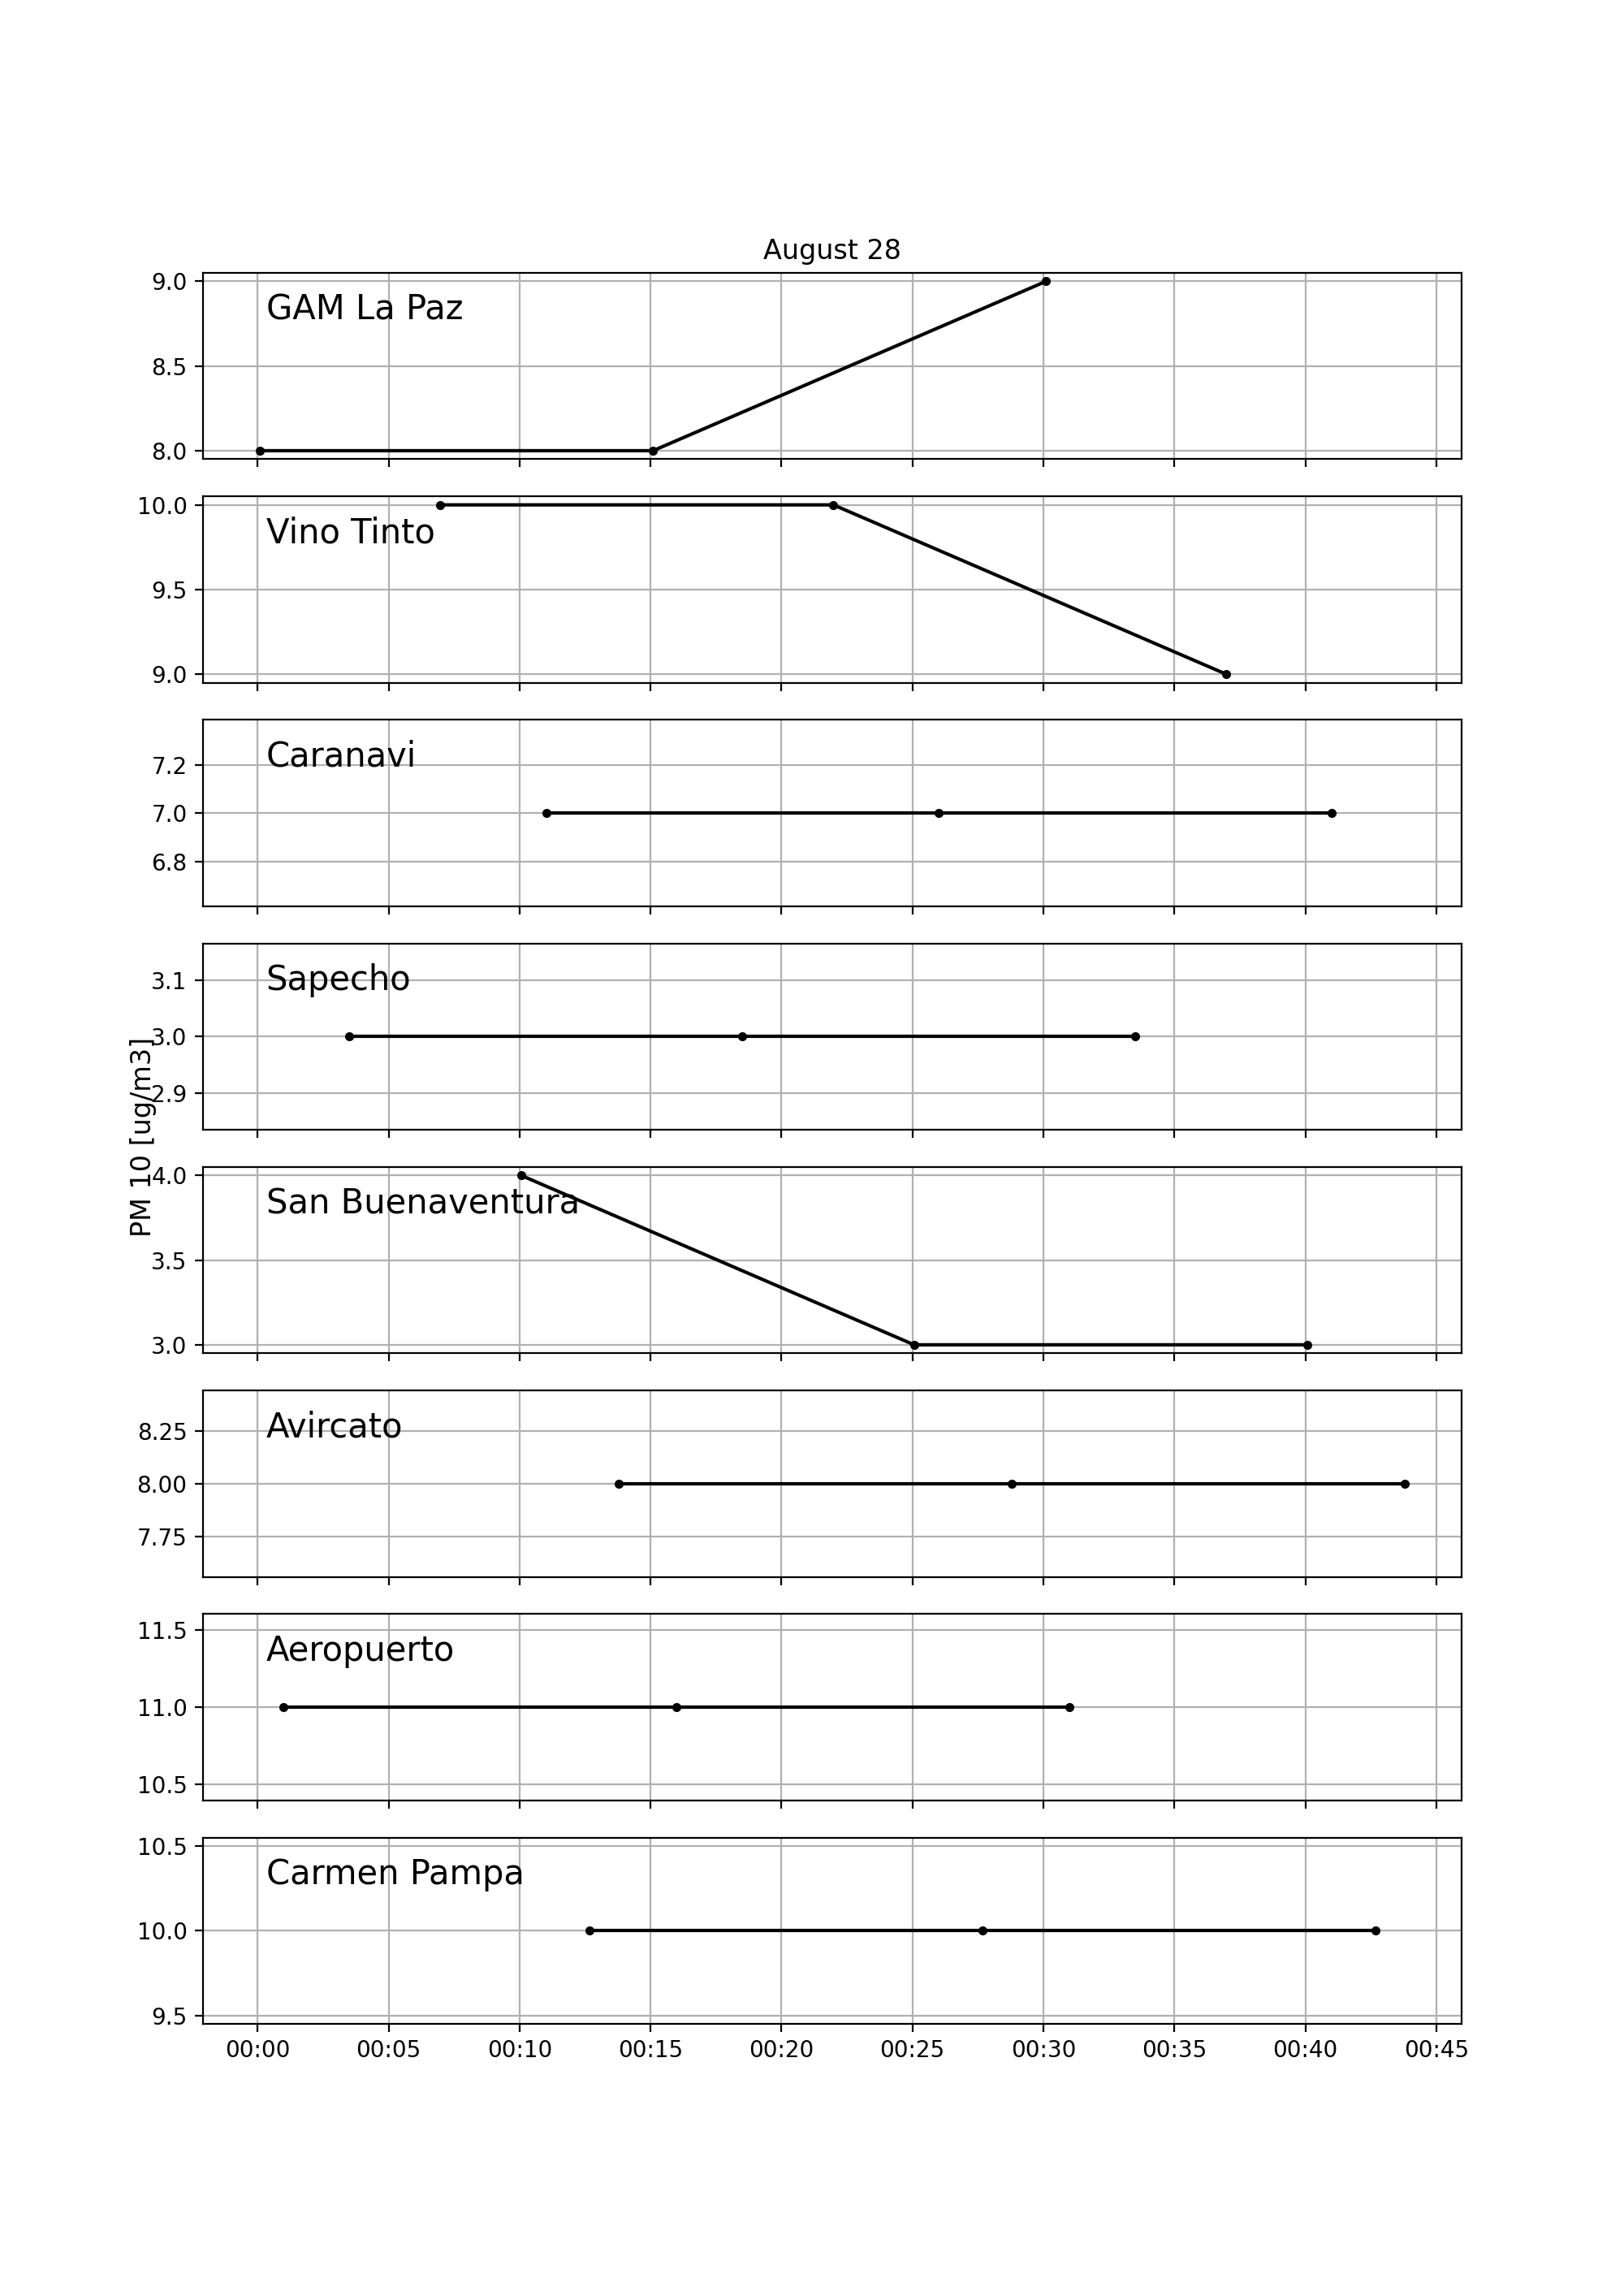 August 28
9.0
GAM La Paz
8.5
8.0
10.0
Vino Tinto
9.5
9.0
Caranavi
7.2
7.0
6.8
Sapecho
3.1
3.0
2.9
PM 10 [ug/m3]
4.0
San Buenaventura
3.5
3.0
Avircato
8.25
8.00
7.75
11.5
Aeropuerto
11.0
10.5
10.5
Carmen Pampa
10.0
9.5
00:00 00:05 00:10 00:15 00:20 00:25 00:30 00:35 00:40 00:45